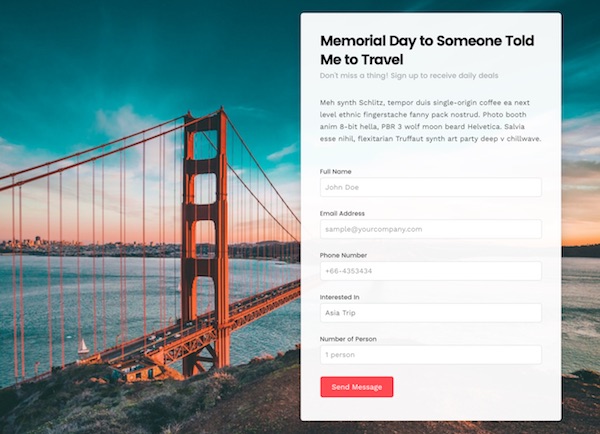 Memorial Day to Someone Told
Me to Travel
Don't miss a thing! Sign up to receive daily deals
Meh synth Schlitz, tempor duis single-origin coffee ea next
level ethnic fingerstache fanny pack nostrud. Photo booth
anim 8-bit hella, PBR 3 wolf moon beard Helvetica. Salvia
esse nihil, flexitarian Truffaut synth art party deep v chillwave.
Full Name
John Doe
Email Address
sample@yourcompany.com
Phone Number
+66-4353434
Interested In
Asia Trip
Number of Person
1 person
Send Message